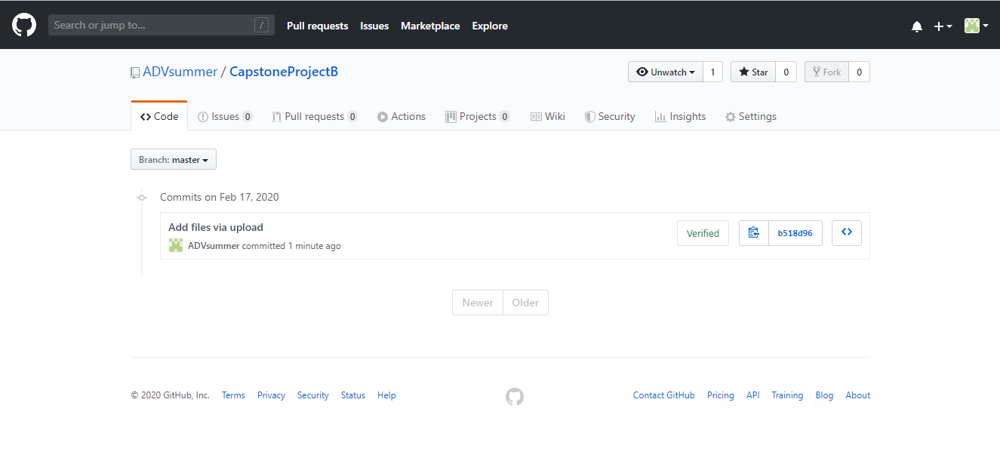 Search or jump to... / Pull requests Issues Marketplace Explore
ADVsummer / CapstoneProjectB Unwatch 1 Star 0 Fork 0
Code Issues 0 Pull requests 0 Actions Projects 0 Wiki Security Insights Settings
Branch: master
Commits on Feb 17, 2020
Add files via upload
ADVsummer committed 1 minute ago
Verified b518d96
Newer Older
© 2020 GitHub, Inc. Terms Privacy Security Status Help Contact GitHub Pricing API Training Blog About